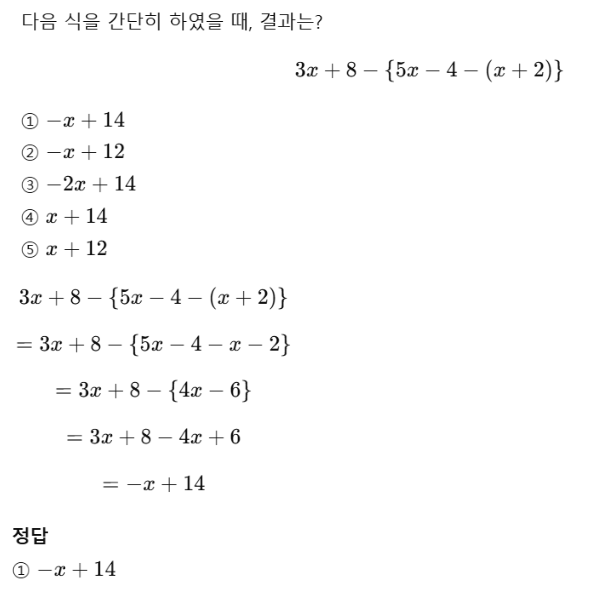 다음 식을 간단히 하였을 때, 결과는?
3x + 8 − {5x − 4 − (x + 2)}
① −x + 14
② −x + 12
③ −2x + 14
④ x + 14
⑤ x + 12
3x + 8 − {5x − 4 − (x + 2)}
= 3x + 8 − {5x − 4 − x − 2}
= 3x + 8 − {4x − 6}
= 3x + 8 − 4x + 6
= −x + 14
정답
① −x + 14